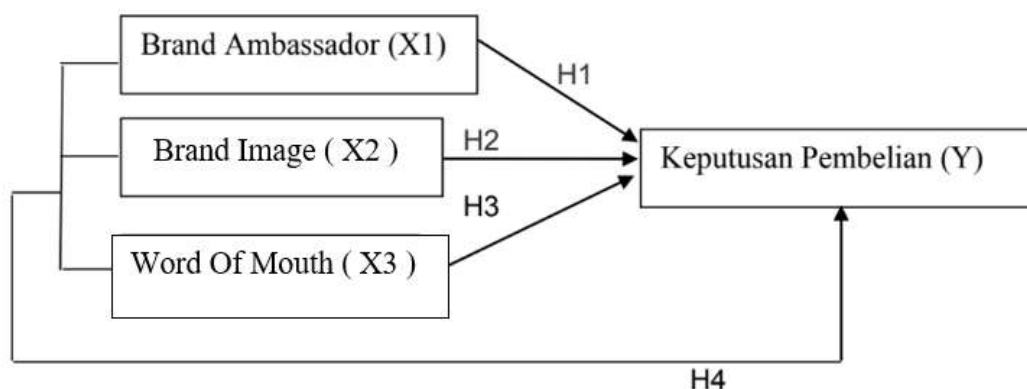 Brand Ambassador (X1)
H1
Brand Image ( X2 )
H2
Keputusan Pembelian (Y)
H3
Word Of Mouth ( X3 )
H4